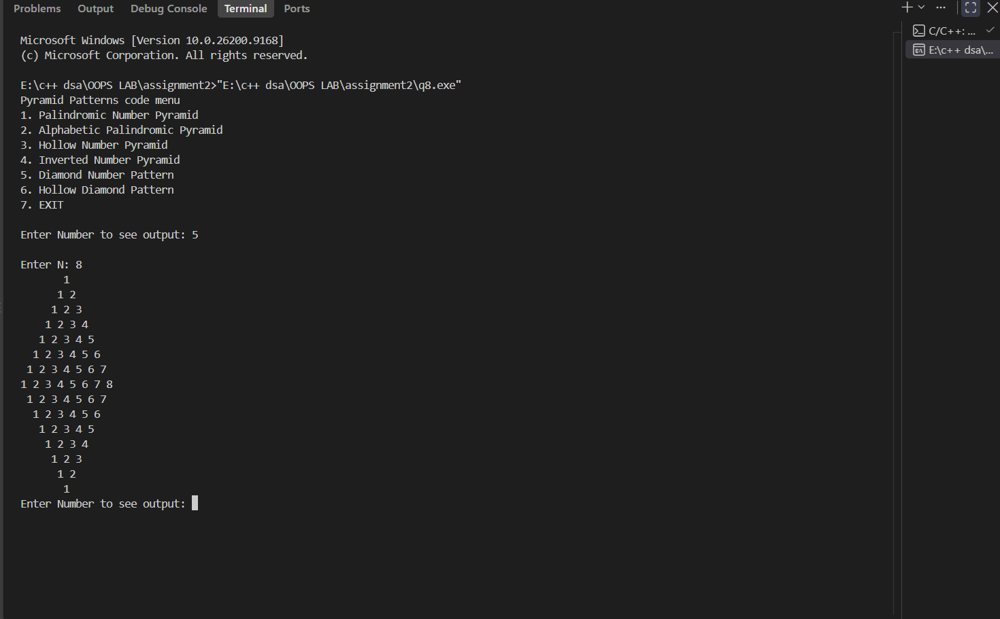 Problems Output Debug Console Terminal Ports
Microsoft Windows [Version 10.0.26200.9168]
(c) Microsoft Corporation. All rights reserved.
E:\c++ dsa\OOPS LAB\assignment2>"E:\c++ dsa\OOPS LAB\assignment2\q8.exe"
Pyramid Patterns code menu
1. Palindromic Number Pyramid
2. Alphabetic Palindromic Pyramid
3. Hollow Number Pyramid
4. Inverted Number Pyramid
5. Diamond Number Pattern
6. Hollow Diamond Pattern
7. EXIT
Enter Number to see output: 5
Enter N: 8
       1
      1 2
     1 2 3
    1 2 3 4
   1 2 3 4 5
  1 2 3 4 5 6
 1 2 3 4 5 6 7
1 2 3 4 5 6 7 8
 1 2 3 4 5 6 7
  1 2 3 4 5 6
   1 2 3 4 5
    1 2 3 4
     1 2 3
      1 2
       1
Enter Number to see output:
C/C++: ...
E:\c++ dsa\...